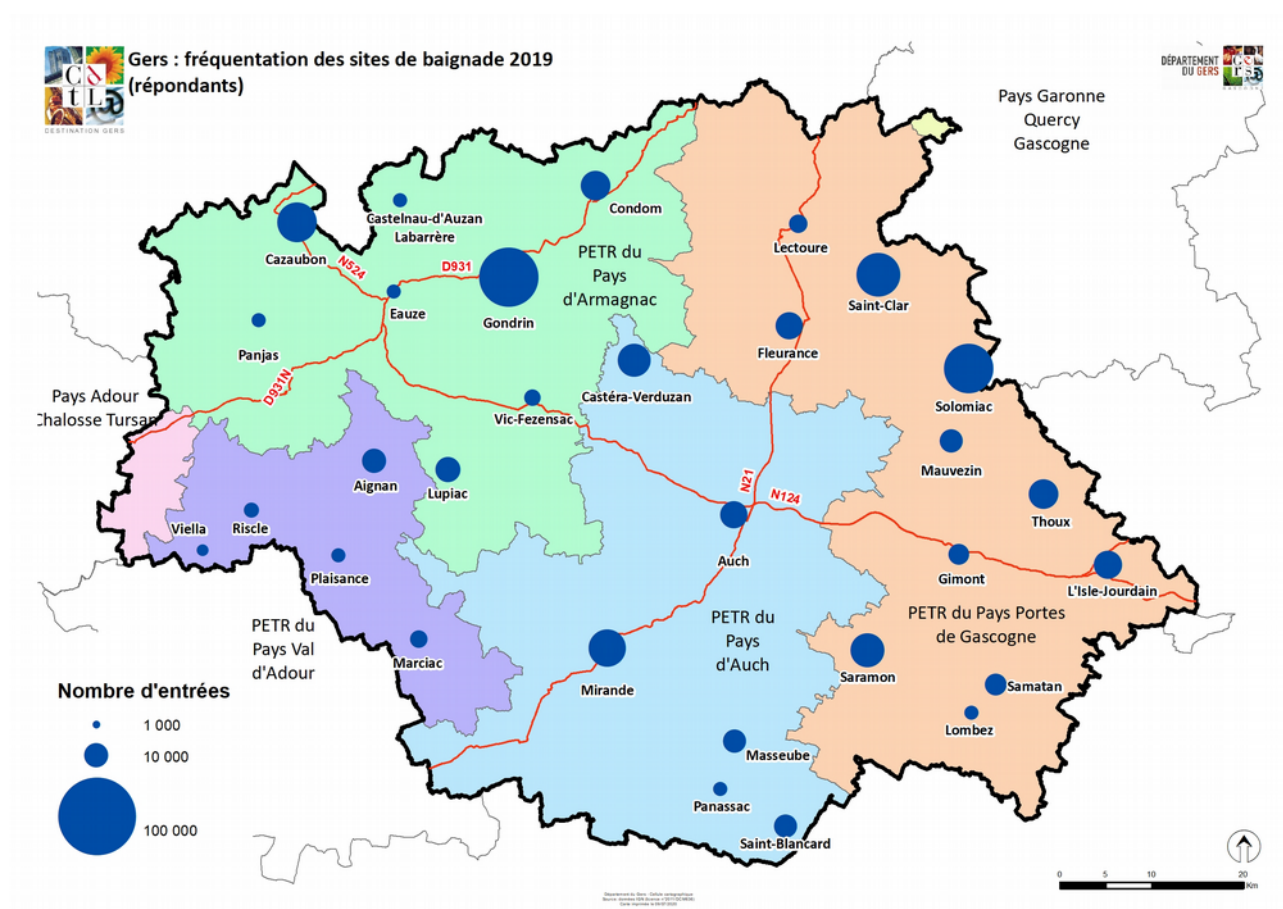 Gers : fréquentation des sites de baignade 2019
(répondants)
C
t L
DESTINATION GERS
DÉPARTEMENT
DU GERS
Pays Garonne
Quercy
Gascogne
Condom
Castelnau-d'Auzan
Labarrère
Lectoure
Cazaubon
N524
D931
PETR du
Pays
d'Armagnac
Saint-Clar
Eauze
Gondrin
Panjas
Fleurance
D931N
Pays Adour
Chalosse Tursan
Castéra-Verduzan
Solomiac
Vic-Fezensac
Mauvezin
Aignan
Lupiac
N21
N124
Thoux
Viella
Riscle
Auch
Plaisance
Gimont
L'Isle-Jourdain
PETR du
Pays Val
d'Adour
PETR du
Pays
d'Auch
PETR du Pays Portes
de Gascogne
Marciac
Saramon
Mirande
Samatan
Lombez
Masseube
Panassac
Saint-Blancard
Nombre d'entrées
1 000
10 000
100 000
0 5 10 20
Km